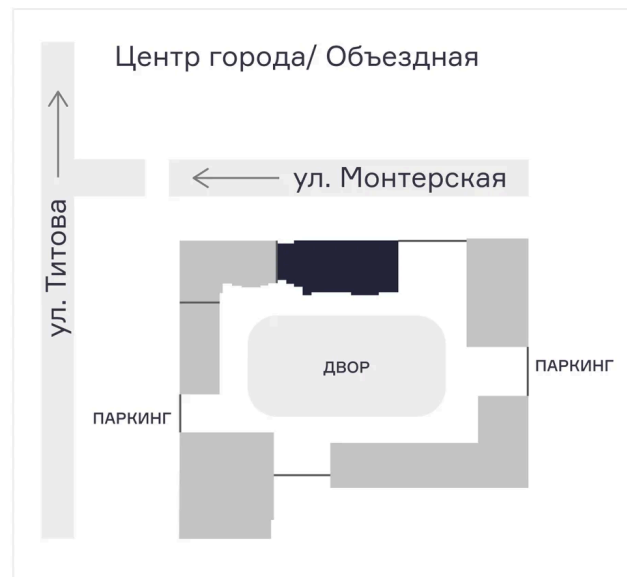 Центр города/ Объездная
ул. Монтерская
ул. Титова
ДВОР
ПАРКИНГ
ПАРКИНГ